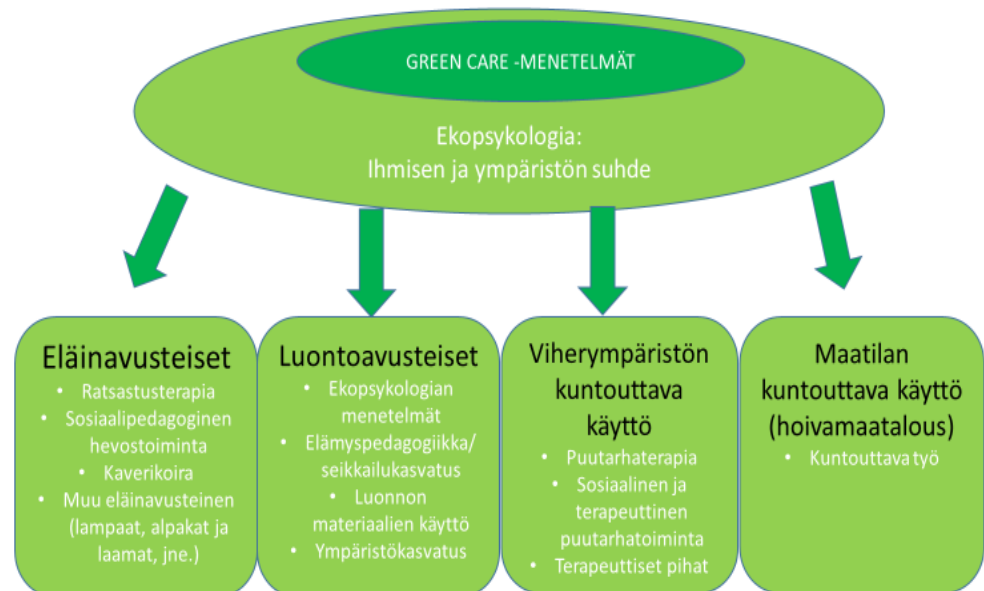 GREEN CARE -MENETELMÄT
Ekopsykologia:
Ihmisen ja ympäristön suhde
Eläinavusteiset
• Ratsastusterapia
• Sosiaalipedagoginen
hevostoiminta
• Kaverikoira
• Muu eläinavusteinen
(lampaat, alpakat ja
laamat, jne.)
Luontoavusteiset
• Ekopsykologian
menetelmät
• Elämyspedagogiikka/
seikkailukasvatus
• Luonnon
materiaalien käyttö
• Ympäristökasvatus
Viherympäristön
kuntouttava
käyttö
• Puutarhaterapia
• Sosiaalinen ja
terapeuttinen
puutarhatoiminta
• Terapeuttiset pihat
Maatilan
kuntouttava käyttö
(hoivamaatalous)
• Kuntouttava työ